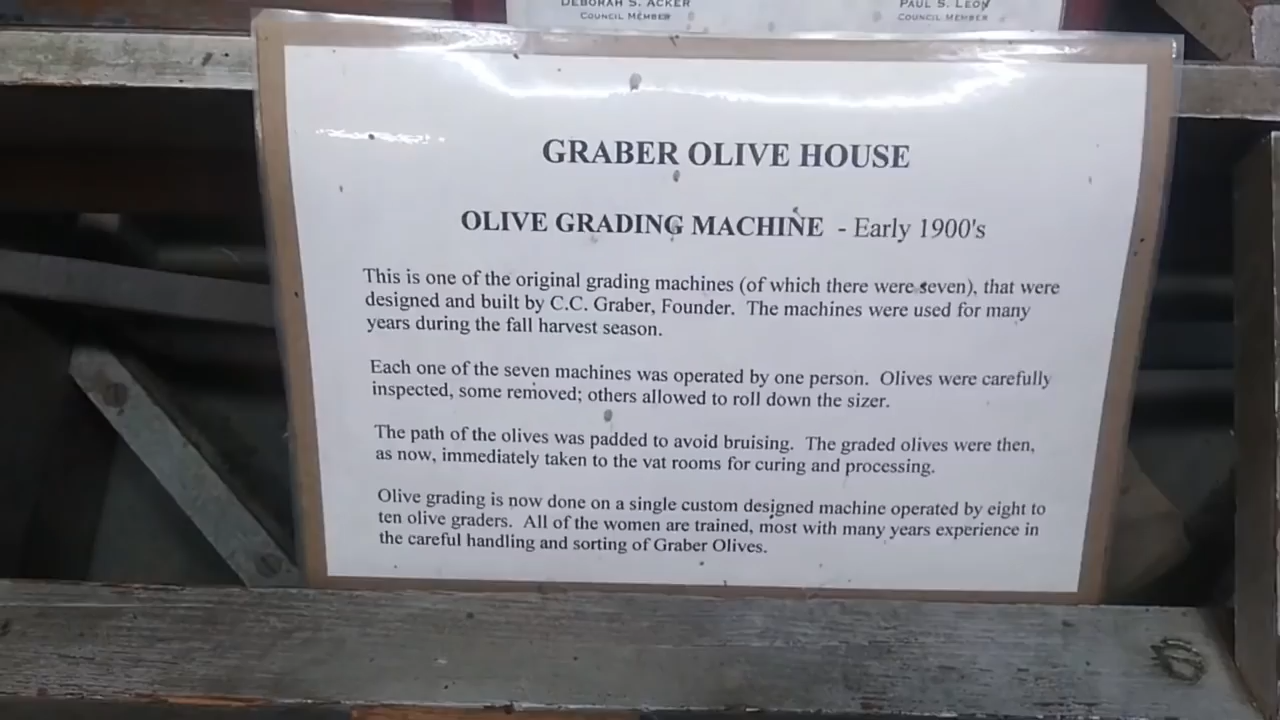 DEBORAH S. ACKER
COUNCIL MEMBER
PAUL S. LEON
COUNCIL MEMBER
GRABER OLIVE HOUSE
OLIVE GRADING MACHINE - Early 1900's
This is one of the original grading machines (of which there were seven), that were
designed and built by C.C. Graber, Founder. The machines were used for many
years during the fall harvest season.
Each one of the seven machines was operated by one person. Olives were carefully
inspected, some removed; others allowed to roll down the sizer.
The path of the olives was padded to avoid bruising. The graded olives were then,
as now, immediately taken to the vat rooms for curing and processing.
Olive grading is now done on a single custom designed machine operated by eight to
ten olive graders. All of the women are trained, most with many years experience in
the careful handling and sorting of Graber Olives.